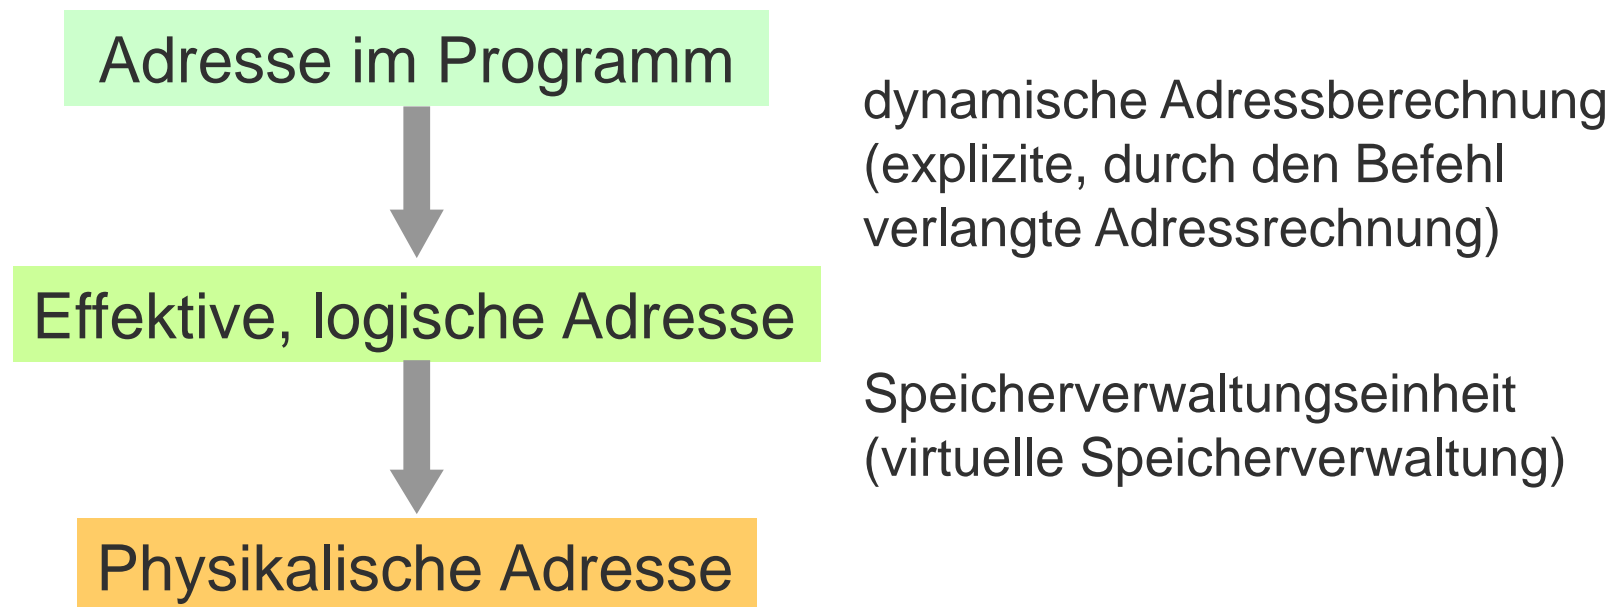 Adresse im Programm
dynamische Adressberechnung
(explizite, durch den Befehl
verlangte Adressrechnung)
Effektive, logische Adresse
Speicherverwaltungseinheit
(virtuelle Speicherverwaltung)
Physikalische Adresse